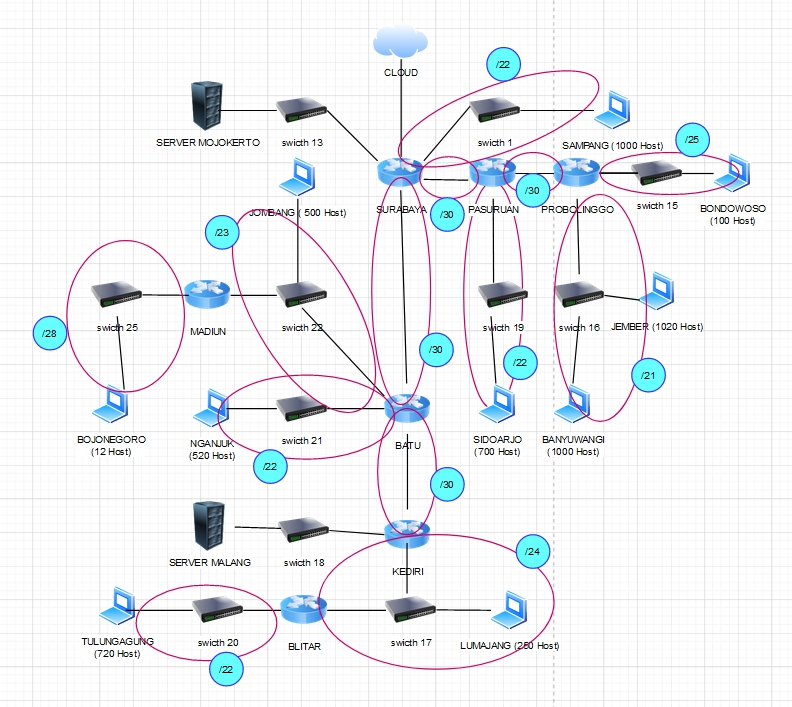 CLOUD
/22
SERVER MOJOKERTO
swicth 13
swicth 1
SAMPANG (1000 Host)
/25
JOMBANG ( 500 Host)
SURABAYA
/30
PASURUAN
/30
PROBOLINGGO
swicth 15
BONDOWOSO
(100 Host)
/23
swicth 25
MADIUN
swicth 22
swicth 19
swicth 16
JEMBER (1020 Host)
/28
/30
/22
/21
BOJONEGORO
(12 Host)
NGANJUK
(520 Host)
swicth 21
BATU
SIDOARJO
(700 Host)
BANYUWANGI
(1000 Host)
/22
/30
SERVER MALANG
swicth 18
KEDIRI
/24
TULUNGAGUNG
(720 Host)
swicth 20
BLITAR
swicth 17
LUMAJANG (250 Host)
/22